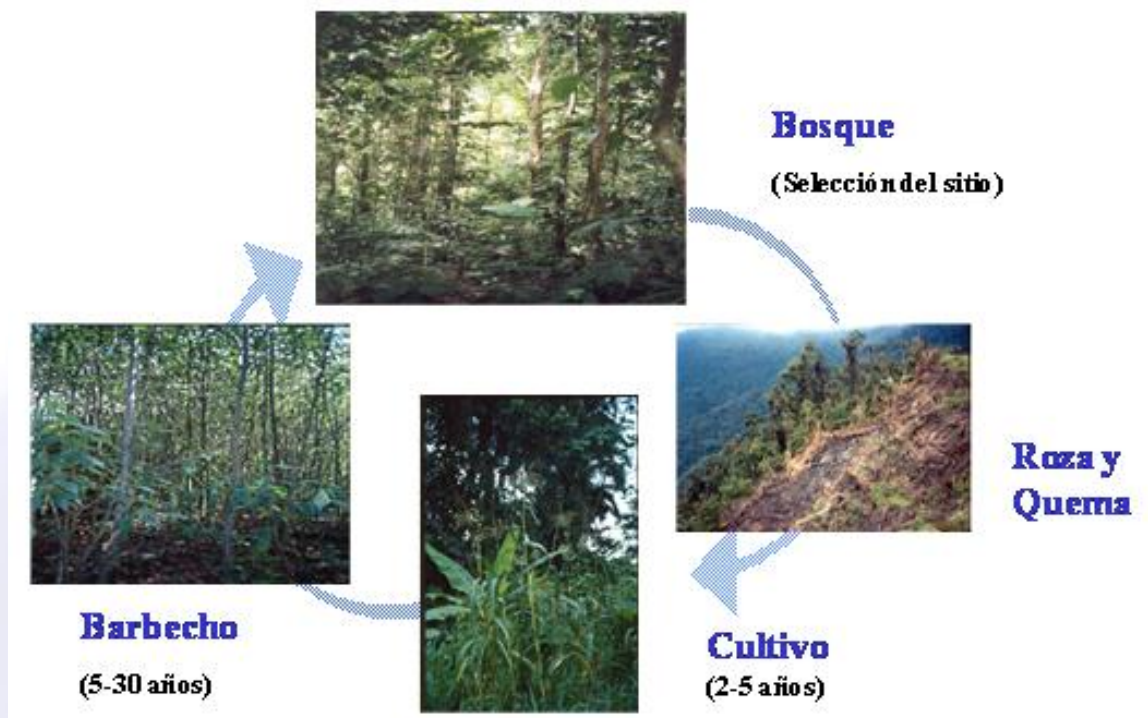 Bosque
(Selección del sitio)
Roza y
Quema
Cultivo
(2-5 años)
Barbecho
(5-30 años)